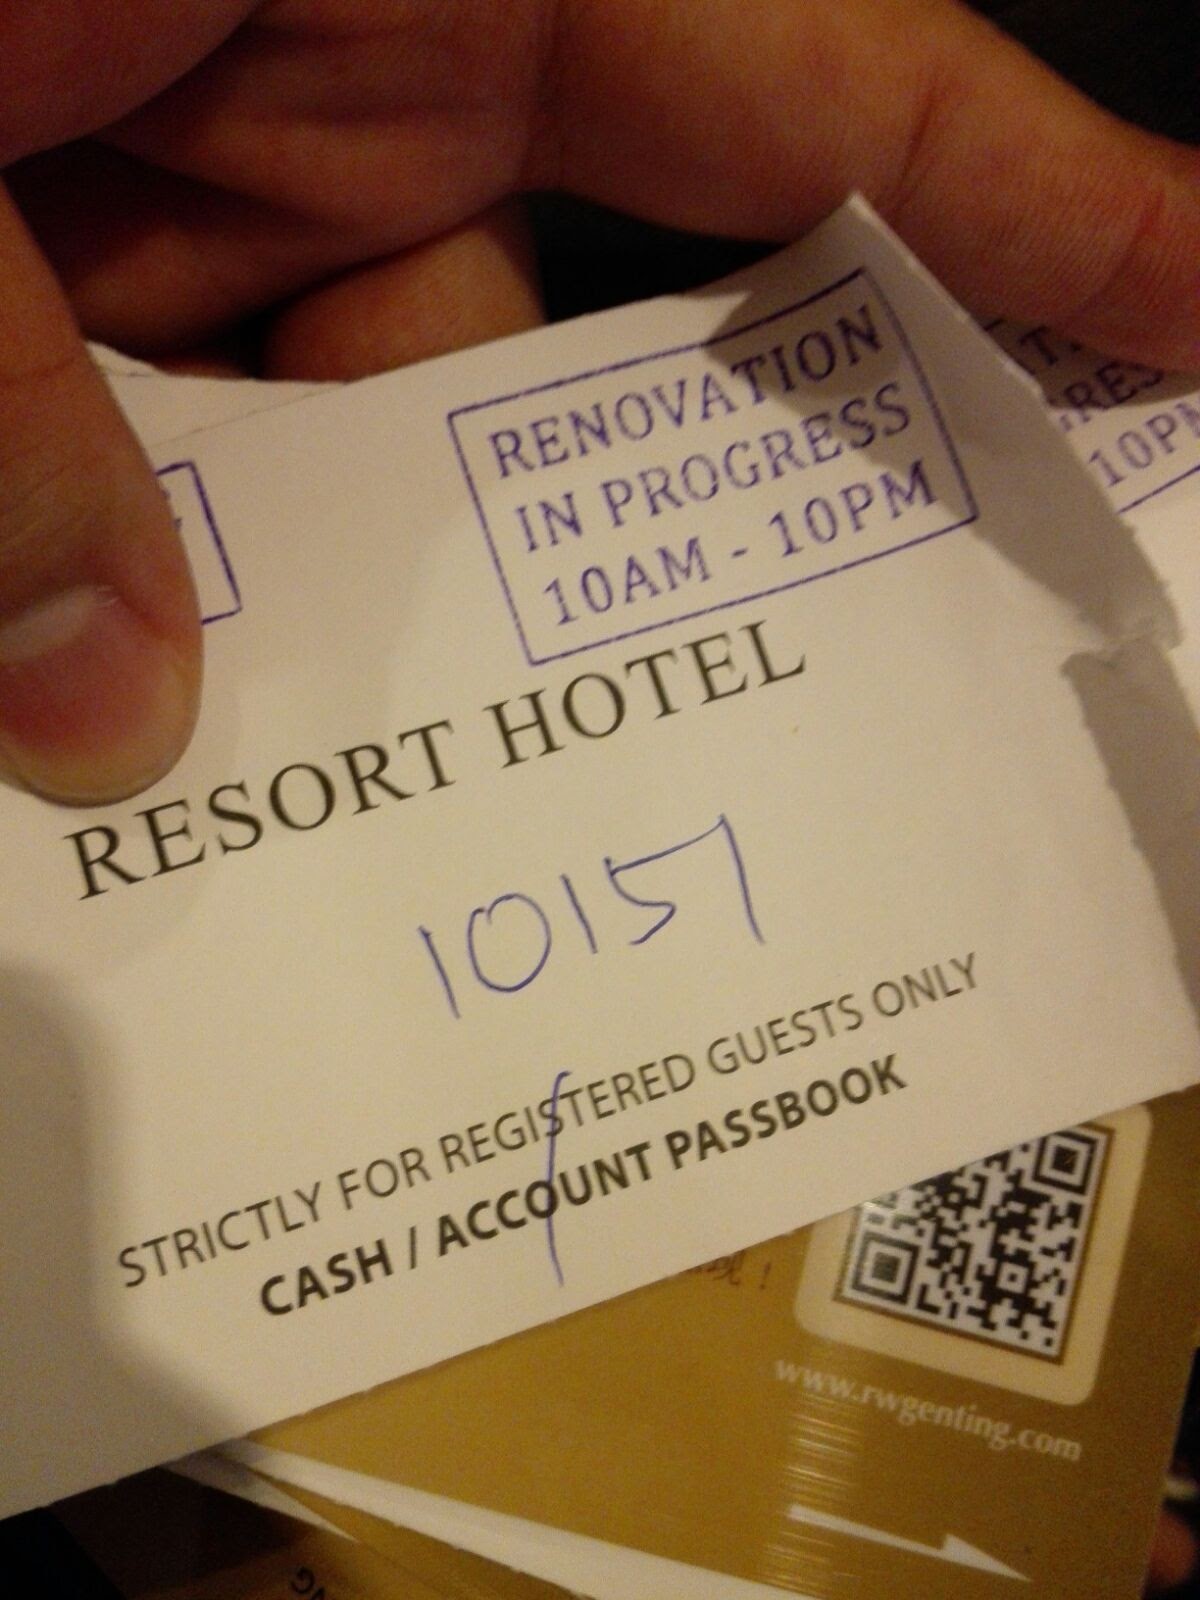 RENOVATION
IN PROGRESS
10AM - 10PM
10PM
RESORT HOTEL
10157
STRICTLY FOR REGISTERED GUESTS ONLY
CASH / ACCOUNT PASSBOOK
www.rwgenting.com